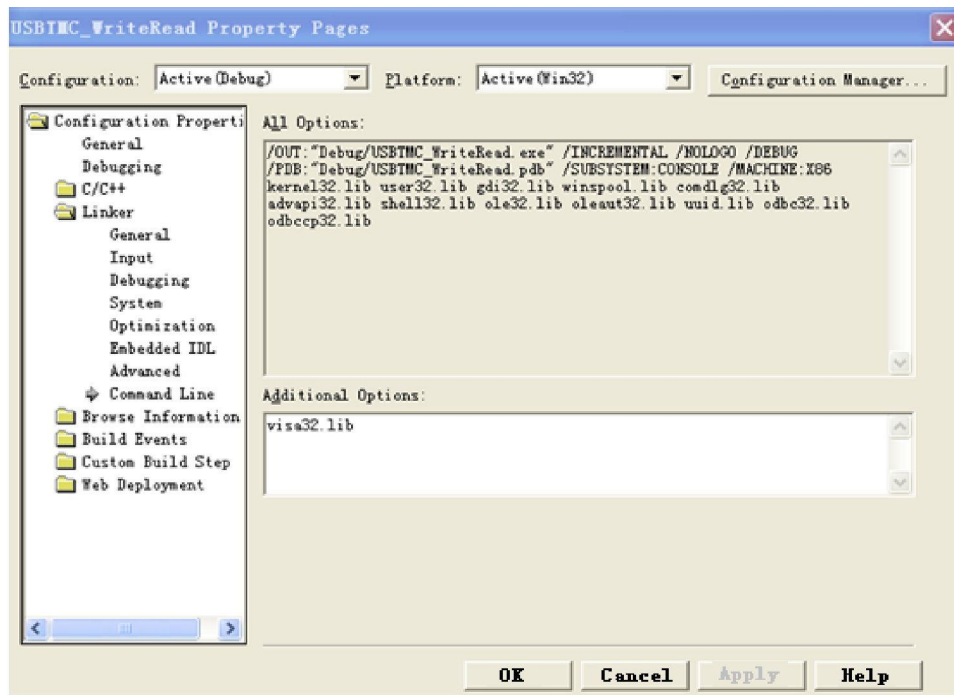 USBTMC_WriteRead Property Pages
Configuration: Active(Debug) Platform: Active(Win32) Configuration Manager...
Configuration Properti
General
Debugging
C/C++
Linker
General
Input
Debugging
System
Optimization
Embedded IDL
Advanced
Command Line
Browse Information
Build Events
Custom Build Step
Web Deployment
All Options:
/OUT:"Debug/USBTMC_WriteRead.exe" /INCREMENTAL /NOLOGO /DEBUG
/PDB:"Debug/USBTMC_WriteRead.pdb" /SUBSYSTEM:CONSOLE /MACHINE:X86
kernel32.lib user32.lib gdi32.lib winspool.lib comdlg32.lib
advapi32.lib shell32.lib ole32.lib oleaut32.lib uuid.lib odbc32.lib
odbccp32.lib
Additional Options:
visa32.lib
OK Cancel Apply Help